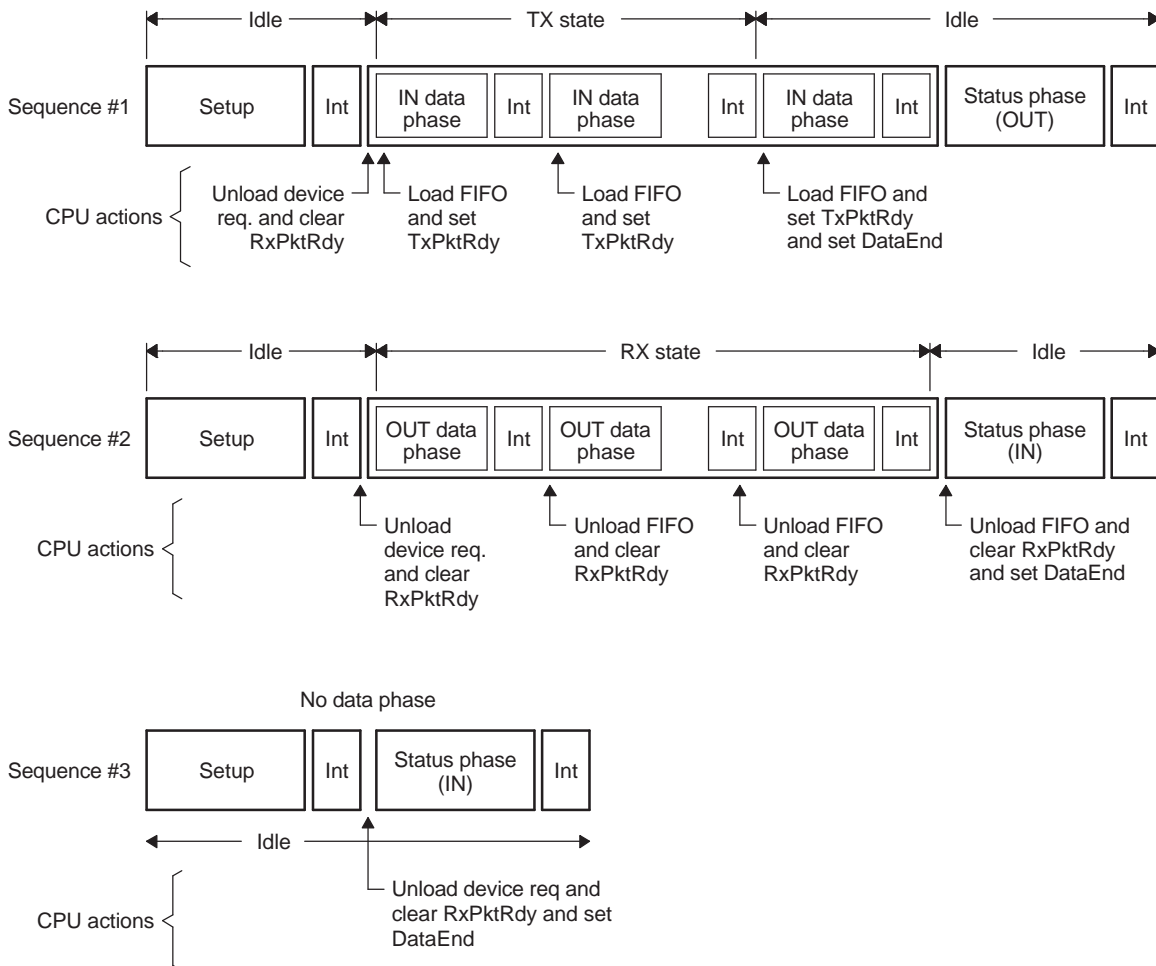 Idle
TX state
Idle
Sequence #1
Setup
Int
IN data
phase
Int
IN data
phase
Int
IN data
phase
Int
Status phase
(OUT)
Int
CPU actions
Unload device
req. and clear
RxPktRdy
Load FIFO
and set
TxPktRdy
Load FIFO
and set
TxPktRdy
Load FIFO and
set TxPktRdy
and set DataEnd
Idle
RX state
Idle
Sequence #2
Setup
Int
OUT data
phase
Int
OUT data
phase
Int
OUT data
phase
Int
Status phase
(IN)
Int
CPU actions
Unload
device req.
and clear
RxPktRdy
Unload FIFO
and clear
RxPktRdy
Unload FIFO
and clear
RxPktRdy
Unload FIFO and
clear RxPktRdy
and set DataEnd
No data phase
Sequence #3
Setup
Int
Status phase
(IN)
Int
Idle
CPU actions
Unload device req and
clear RxPktRdy and set
DataEnd